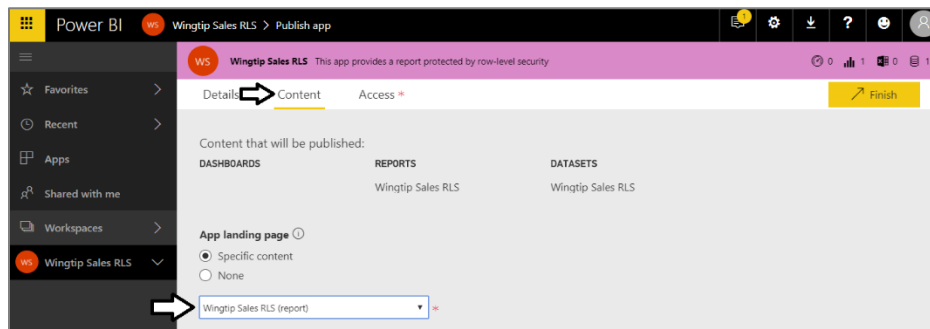 Power BI WS Wingtip Sales RLS > Publish app 1 ?
WS Wingtip Sales RLS This app provides a report protected by row-level security 0 1 0 1
Favorites >
Details Content Access *
Finish
Recent >
Content that will be published:
Apps
DASHBOARDS REPORTS DATASETS
Wingtip Sales RLS Wingtip Sales RLS
Shared with me
Workspaces >
App landing page
Specific content
WS Wingtip Sales RLS
None
Wingtip Sales RLS (report) *